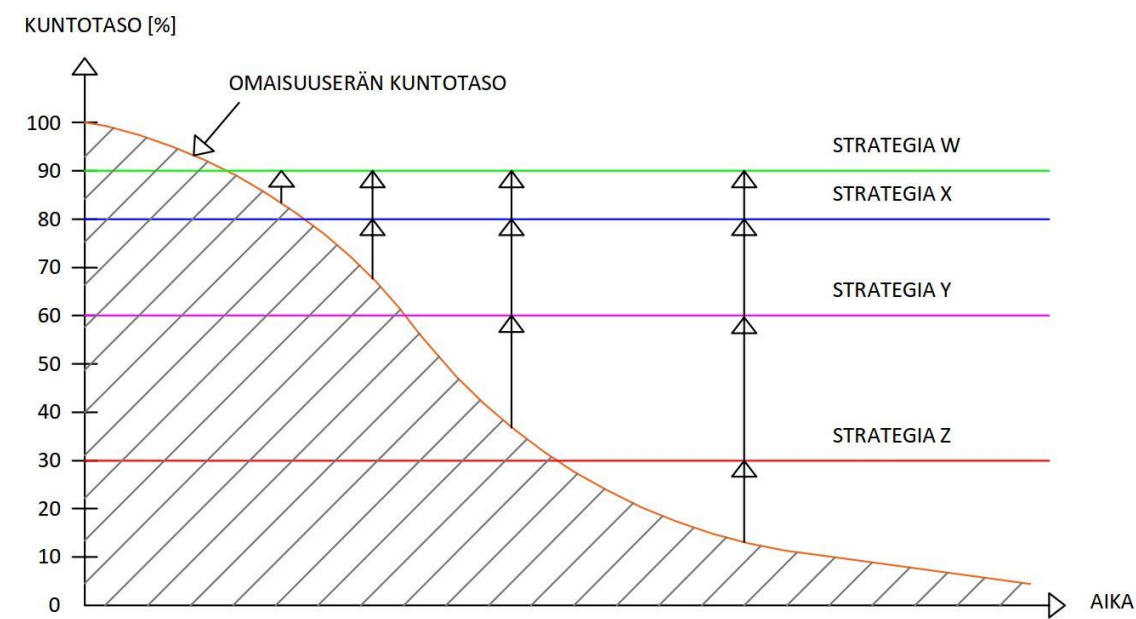 KUNTOTASO [%]
OMAISUUSERÄN KUNTOTASO
100
STRATEGIA W
90
STRATEGIA X
80
70
STRATEGIA Y
60
50
40
STRATEGIA Z
30
20
10
0
AIKA